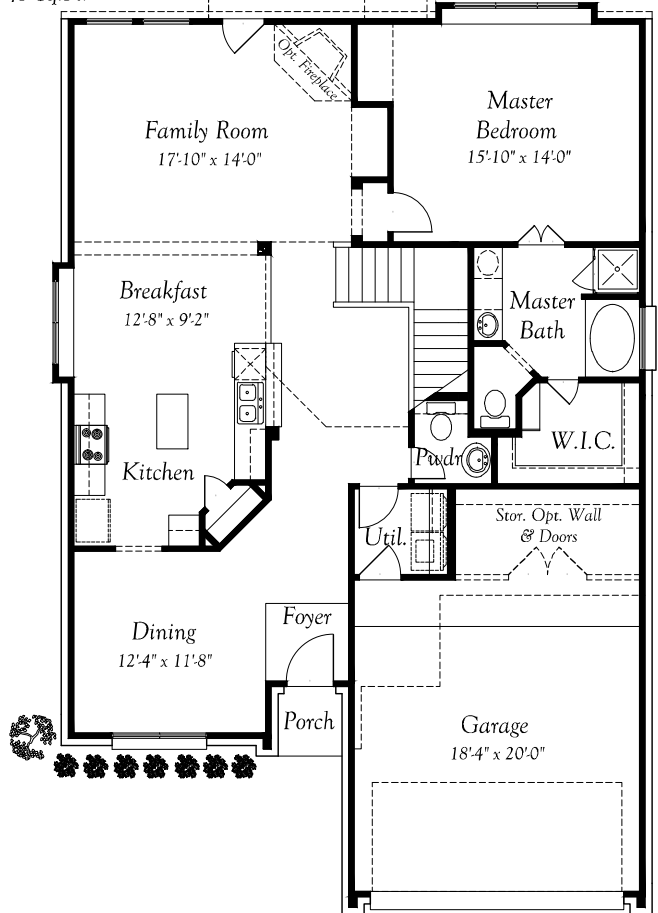 Opt. Fireplace
Family Room
17'-10" x 14'-0"
Master
Bedroom
15'-10" x 14'-0"
Breakfast
12'-8" x 9'-2"
Master
Bath
W.I.C.
Pwdr
Kitchen
Stor. Opt. Wall
& Doors
Util.
Foyer
Dining
12'-4" x 11'-8"
Porch
Garage
18'-4" x 20'-0"